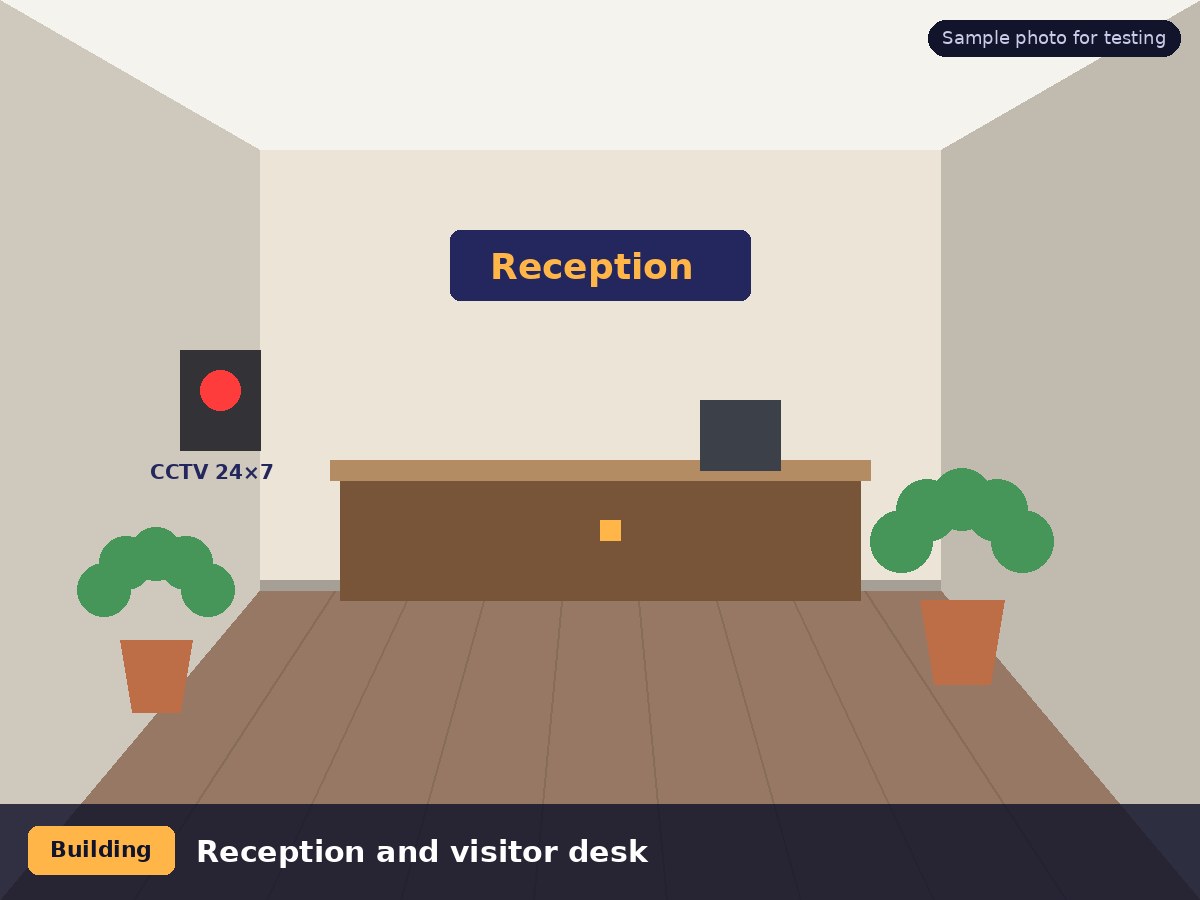 Sample photo for testing
Reception
CCTV 24×7
Building
Reception and visitor desk